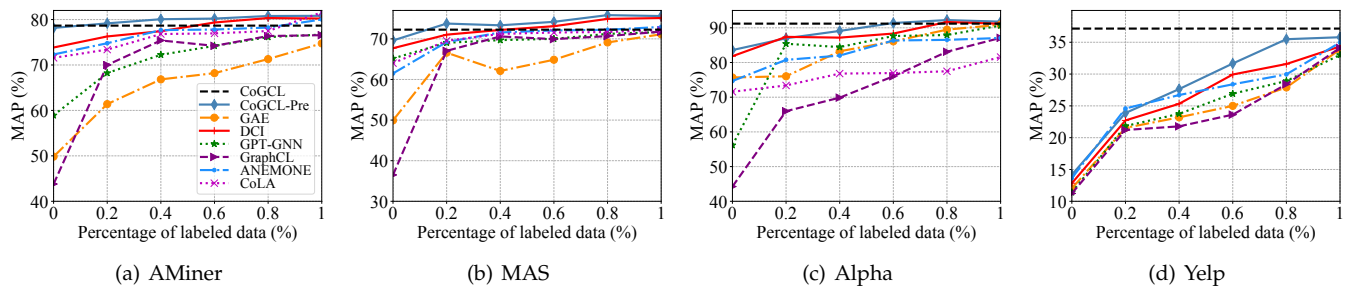 MAP (%)
80
70
60
50
40
0
0.2
0.4
0.6
0.8
1
Percentage of labeled data (%)
CoGCL
CoGCL-Pre
GAE
DCI
GPT-GNN
GraphCL
ANEMONE
CoLA
(a) AMiner
MAP (%)
70
60
50
40
30
0
0.2
0.4
0.6
0.8
1
Percentage of labeled data (%)
(b) MAS
MAP (%)
100
90
80
70
60
50
40
0
0.2
0.4
0.6
0.8
1
Percentage of labeled data (%)
(c) Alpha
MAP (%)
35
30
25
20
15
10
0
0.2
0.4
0.6
0.8
1
Percentage of labeled data (%)
(d) Yelp